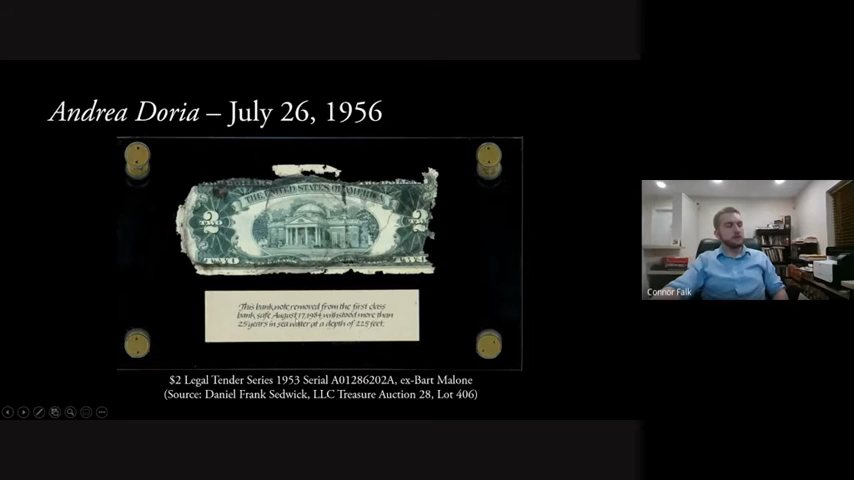 Andrea Doria – July 26, 1956
THE UNITED STATES OF AMERICA
2
TWO
2
TWO
TWO
This bank note removed from the first class
bank safe August 17, 1984, withstood more than
25 years in sea water at a depth of 225 feet.
$2 Legal Tender Series 1953 Serial A01286202A, ex-Bart Malone
(Source: Daniel Frank Sedwick, LLC Treasure Auction 28, Lot 406)
Connor Falk